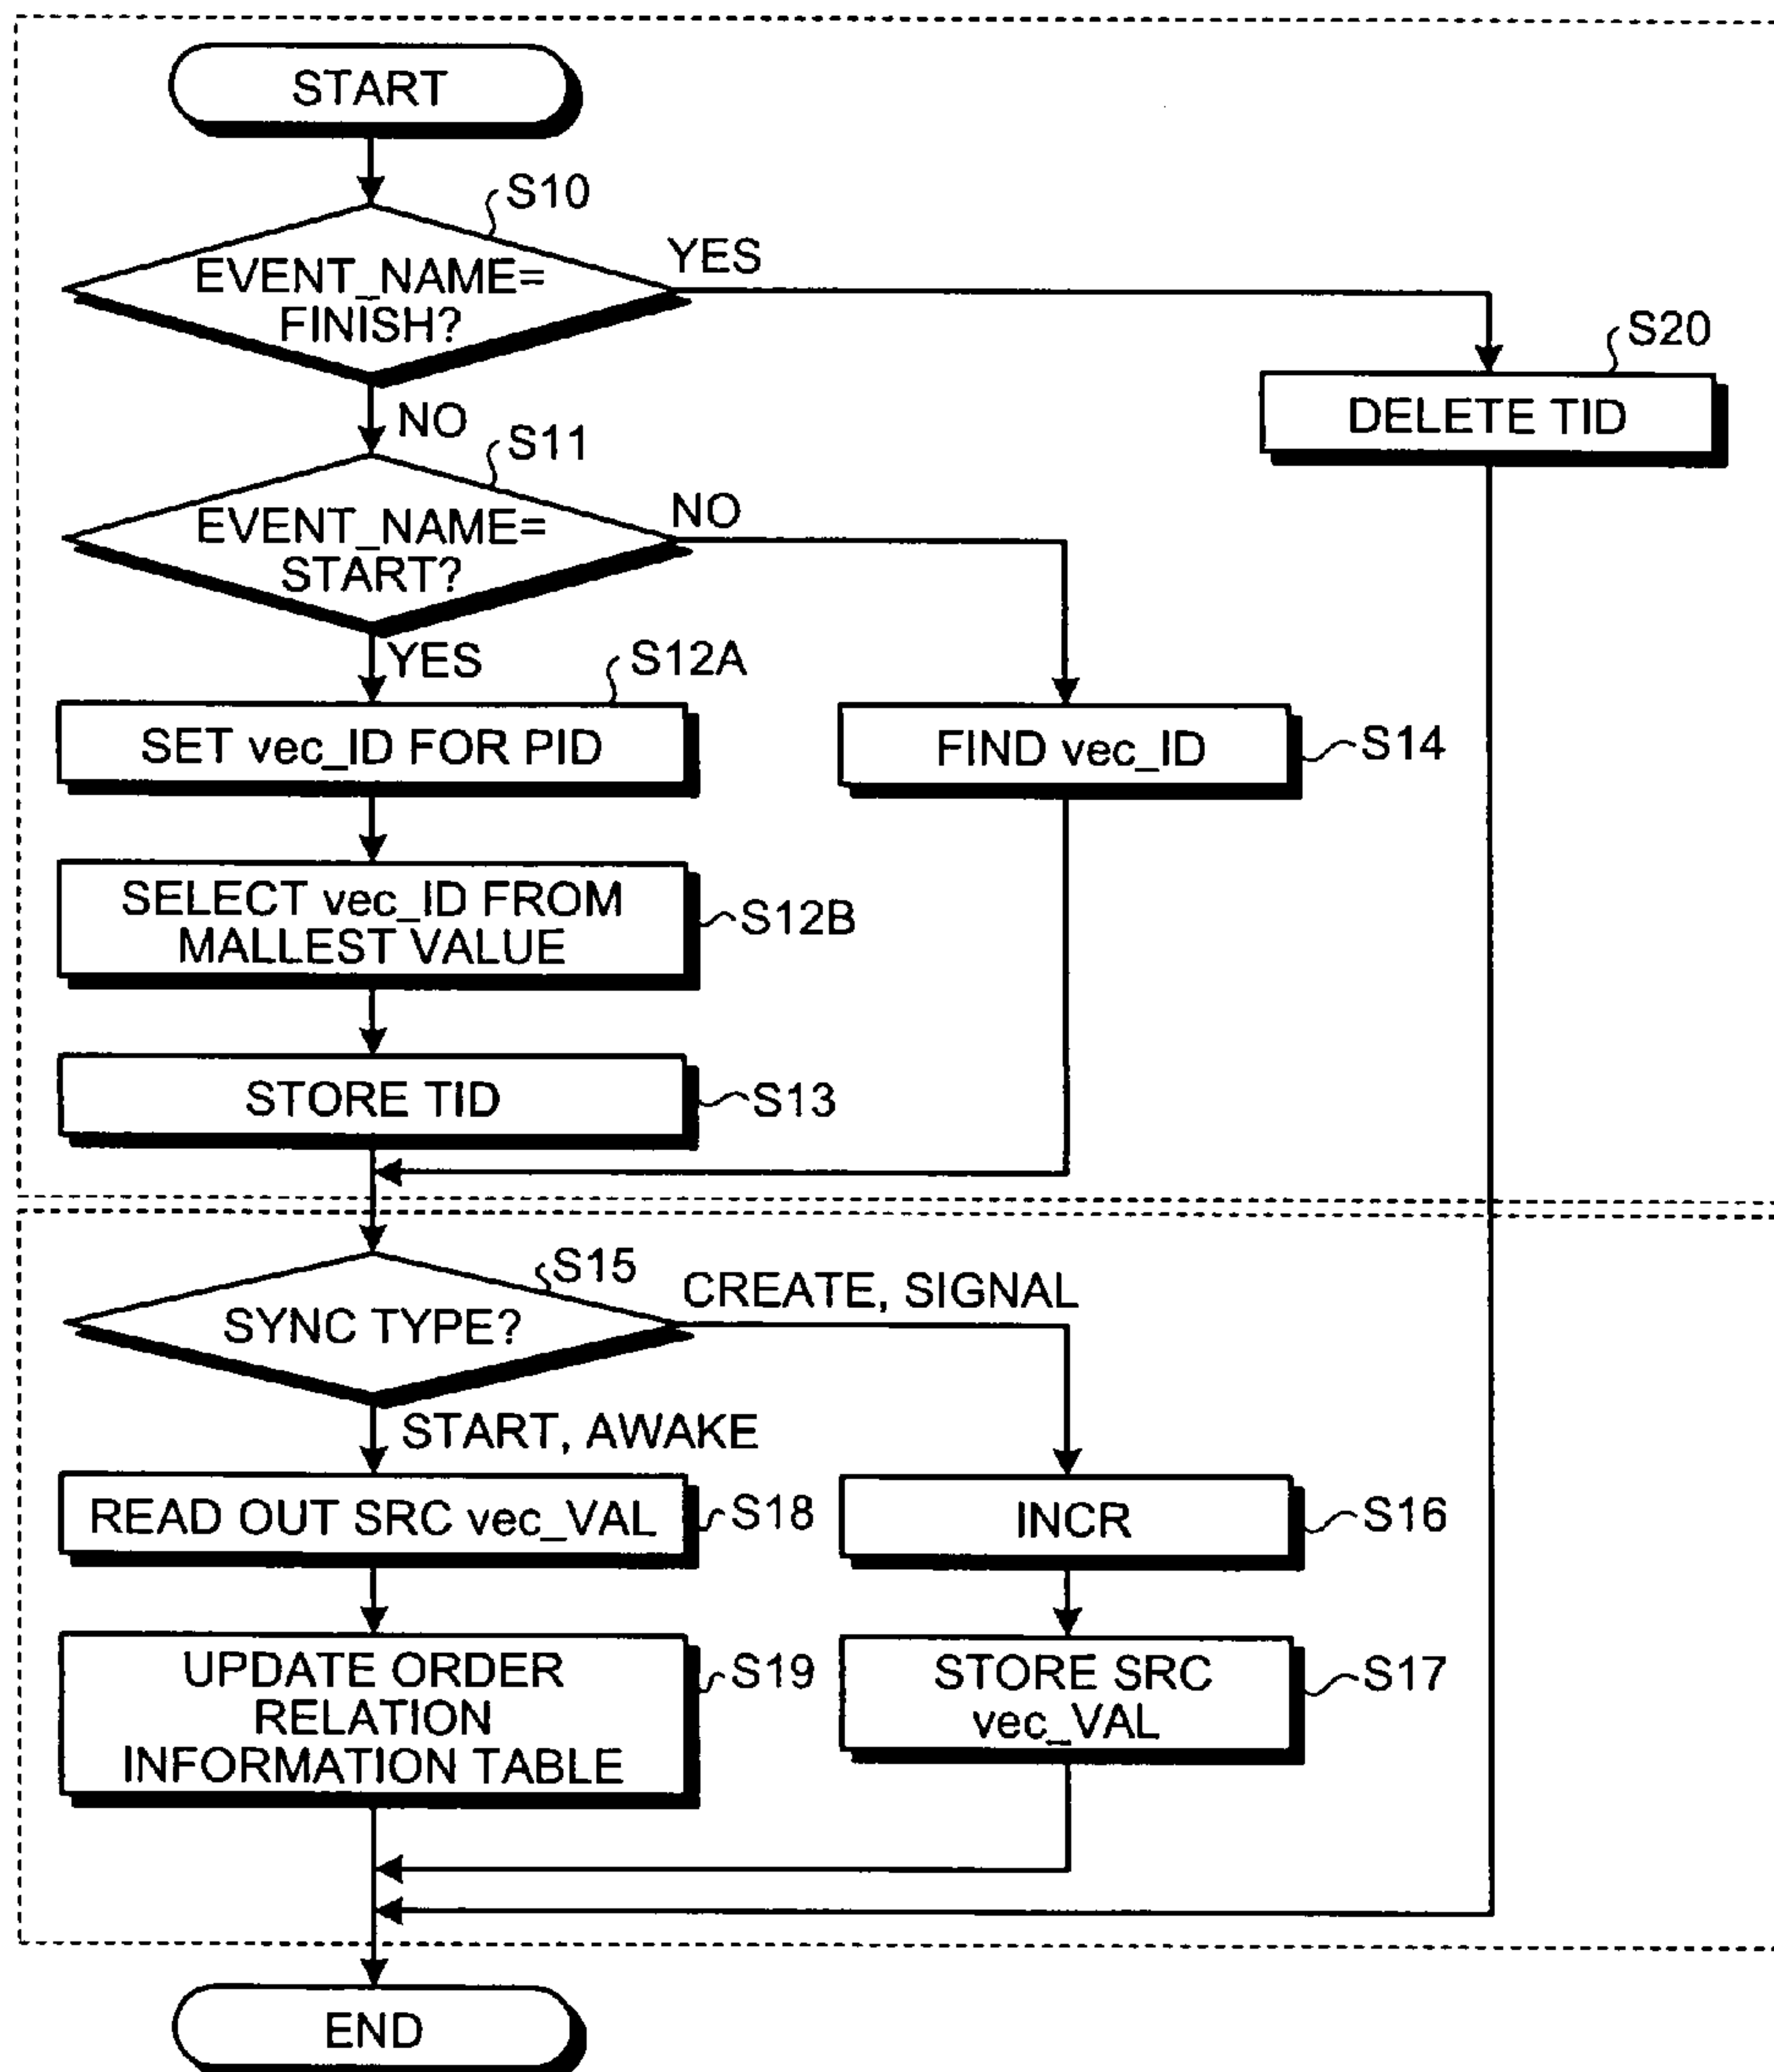 START
S10
EVENT_NAME=
FINISH?
YES
NO
S20
DELETE TID
S11
EVENT_NAME=
START?
NO
YES
S12A
SET vec_ID FOR PID
FIND vec_ID
S14
SELECT vec_ID FROM
MALLEST VALUE
S12B
STORE TID
S13
S15
SYNC TYPE?
CREATE, SIGNAL
START, AWAKE
READ OUT SRC vec_VAL
S18
INCR
S16
UPDATE ORDER
RELATION
INFORMATION TABLE
S19
STORE SRC
vec_VAL
S17
END